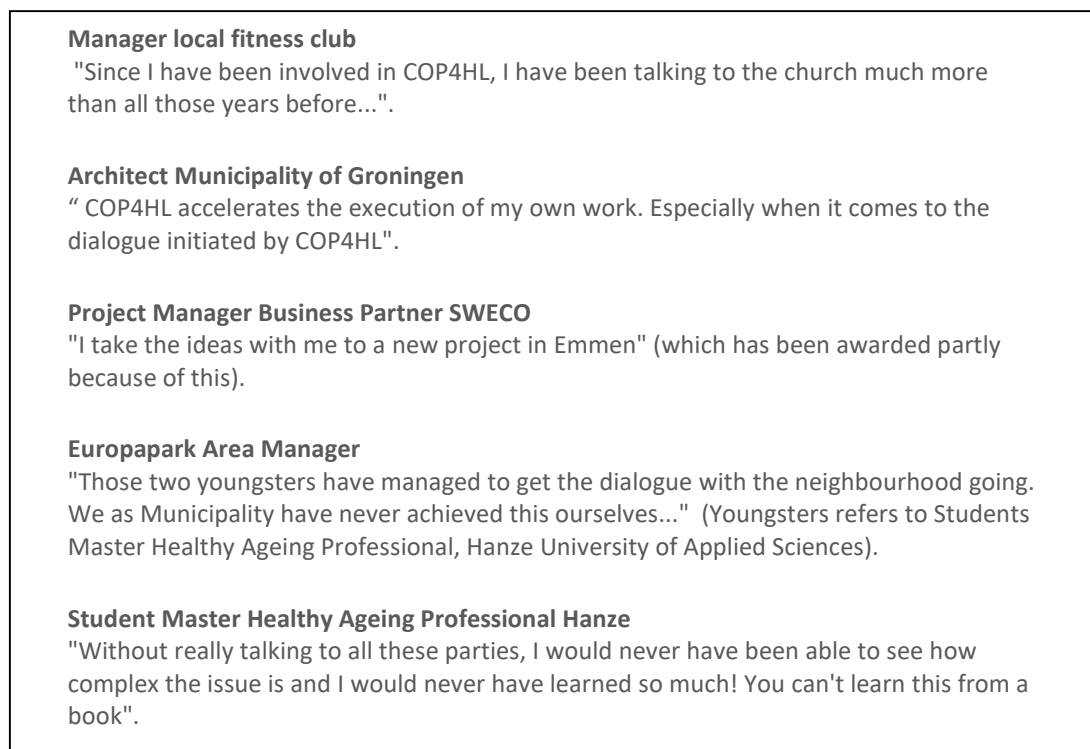 Manager local fitness club
"Since I have been involved in COP4HL, I have been talking to the church much more
than all those years before...".
Architect Municipality of Groningen
“ COP4HL accelerates the execution of my own work. Especially when it comes to the
dialogue initiated by COP4HL".
Project Manager Business Partner SWECO
"I take the ideas with me to a new project in Emmen" (which has been awarded partly
because of this).
Europapark Area Manager
"Those two youngsters have managed to get the dialogue with the neighbourhood going.
We as Municipality have never achieved this ourselves..."  (Youngsters refers to Students
Master Healthy Ageing Professional, Hanze University of Applied Sciences).
Student Master Healthy Ageing Professional Hanze
"Without really talking to all these parties, I would never have been able to see how
complex the issue is and I would never have learned so much! You can't learn this from a
book".